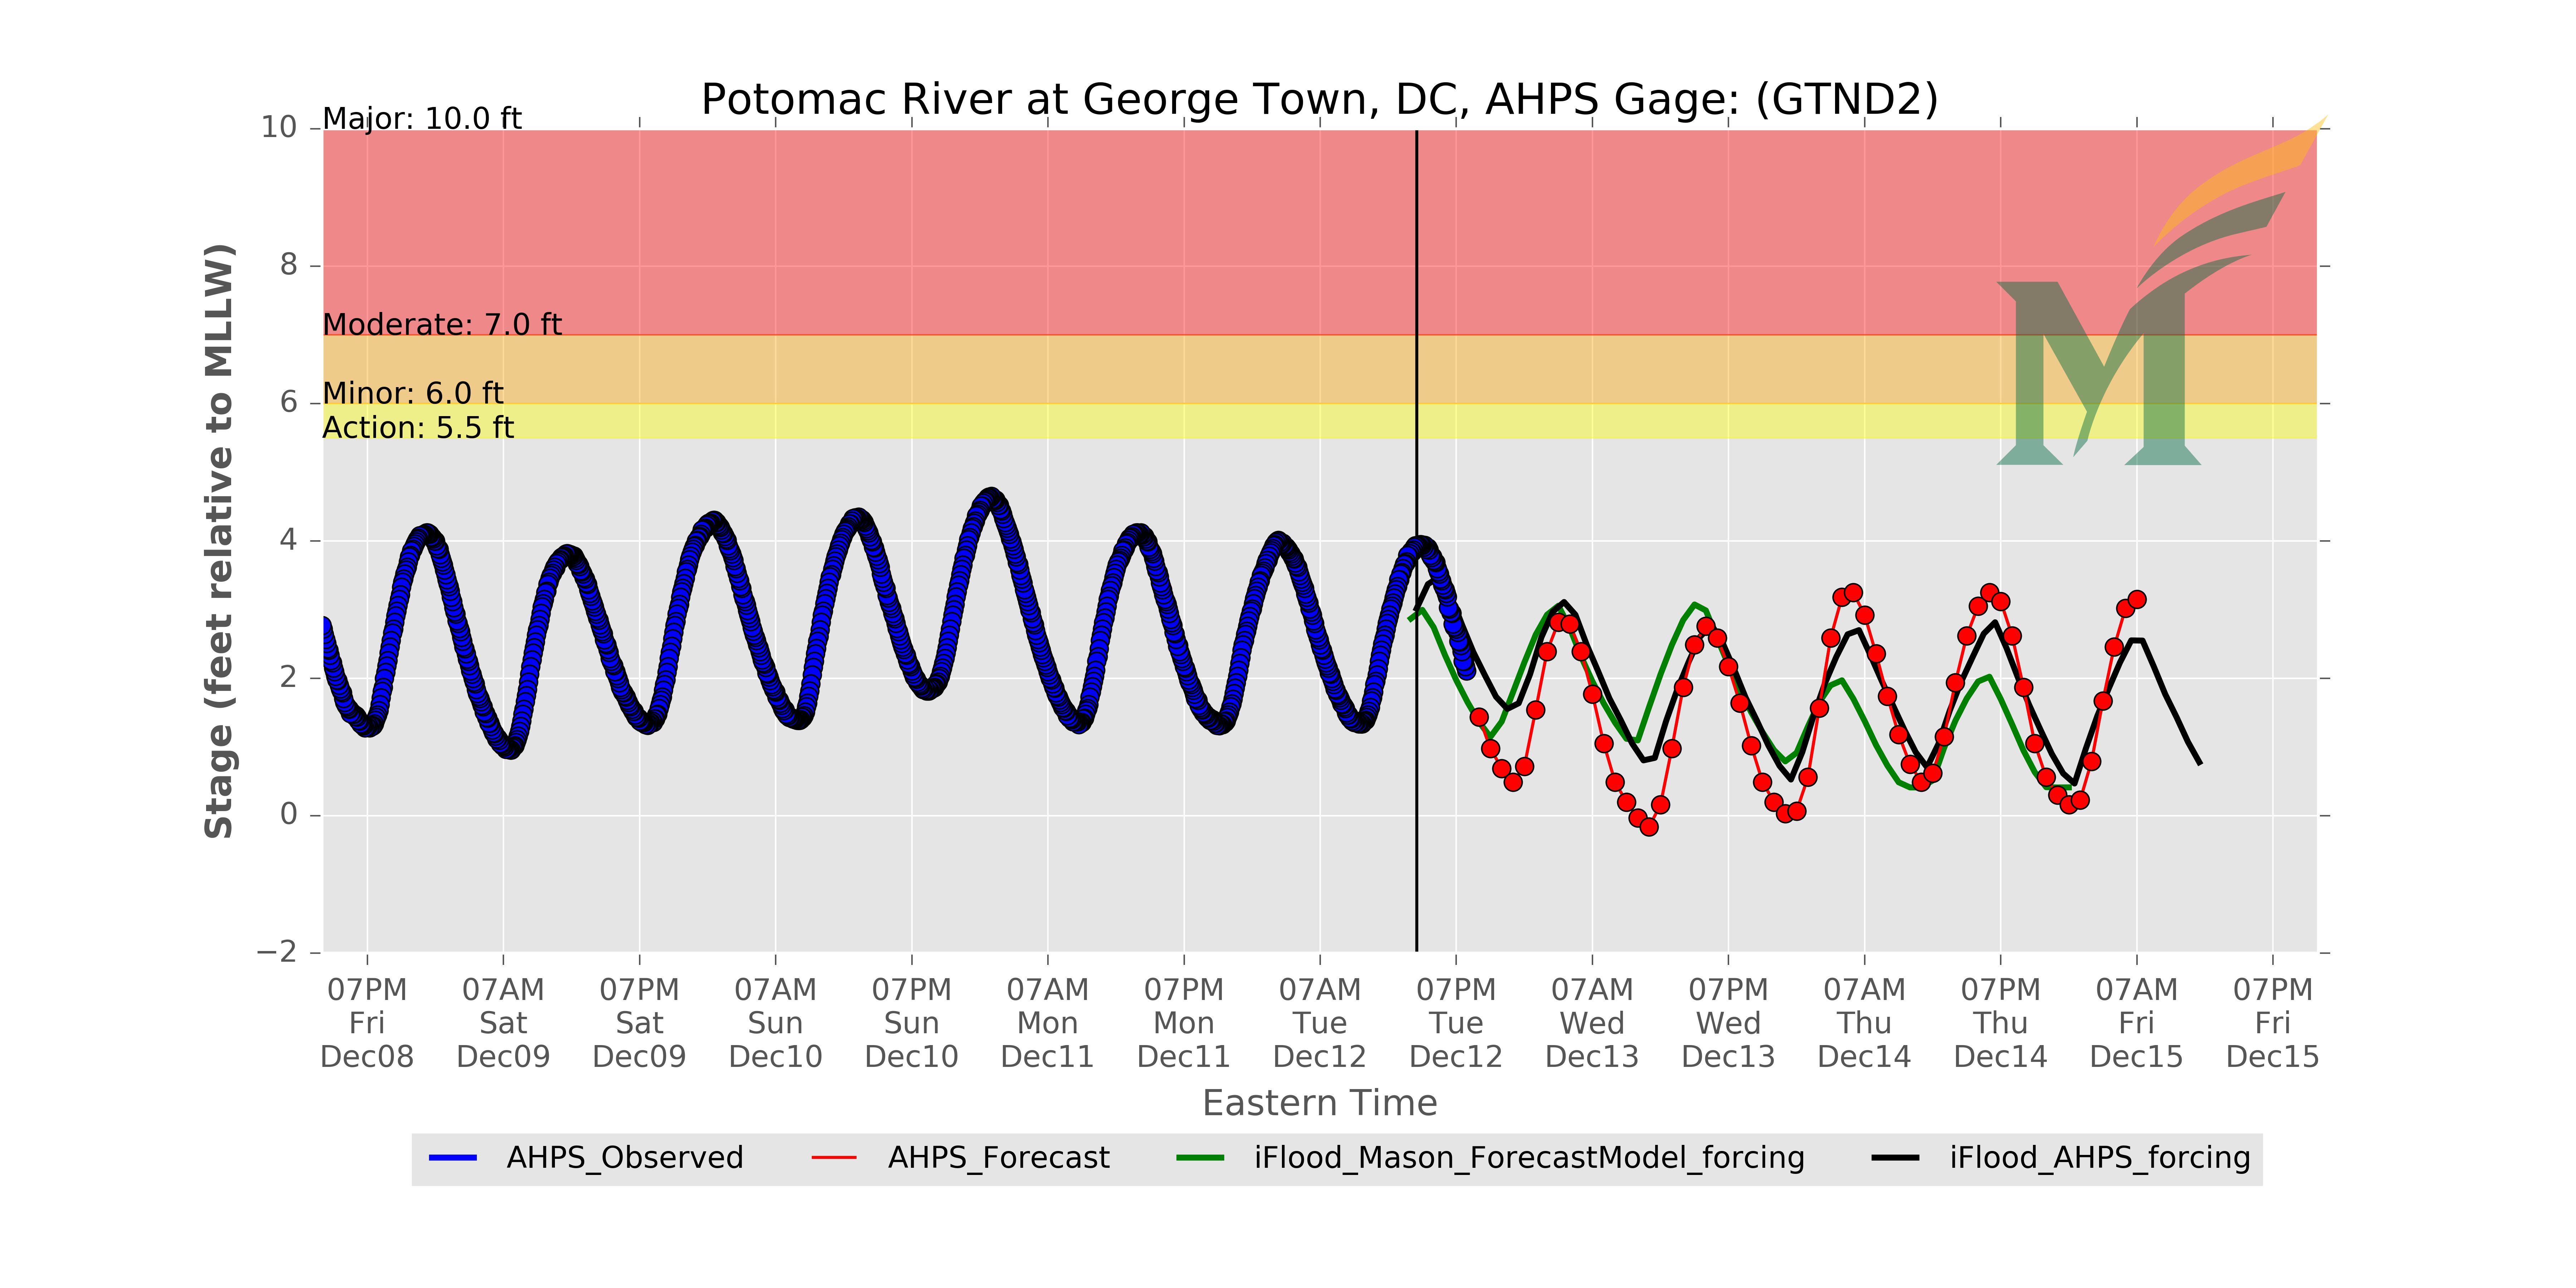 Potomac River at George Town, DC, AHPS Gage: (GTND2)
Major: 10.0 ft
Moderate: 7.0 ft
Minor: 6.0 ft
Action: 5.5 ft
Stage (feet relative to MLLW)
10
8
6
4
2
0
−2
07PM 07AM 07PM 07AM 07PM 07AM 07PM 07AM 07PM 07AM 07PM 07AM 07PM 07AM 07PM
Fri Sat Sat Sun Sun Mon Mon Tue Tue Wed Wed Thu Thu Fri Fri
Dec08 Dec09 Dec09 Dec10 Dec10 Dec11 Dec11 Dec12 Dec12 Dec13 Dec13 Dec14 Dec14 Dec15 Dec15
Eastern Time
AHPS_Observed AHPS_Forecast iFlood_Mason_ForecastModel_forcing iFlood_AHPS_forcing
M